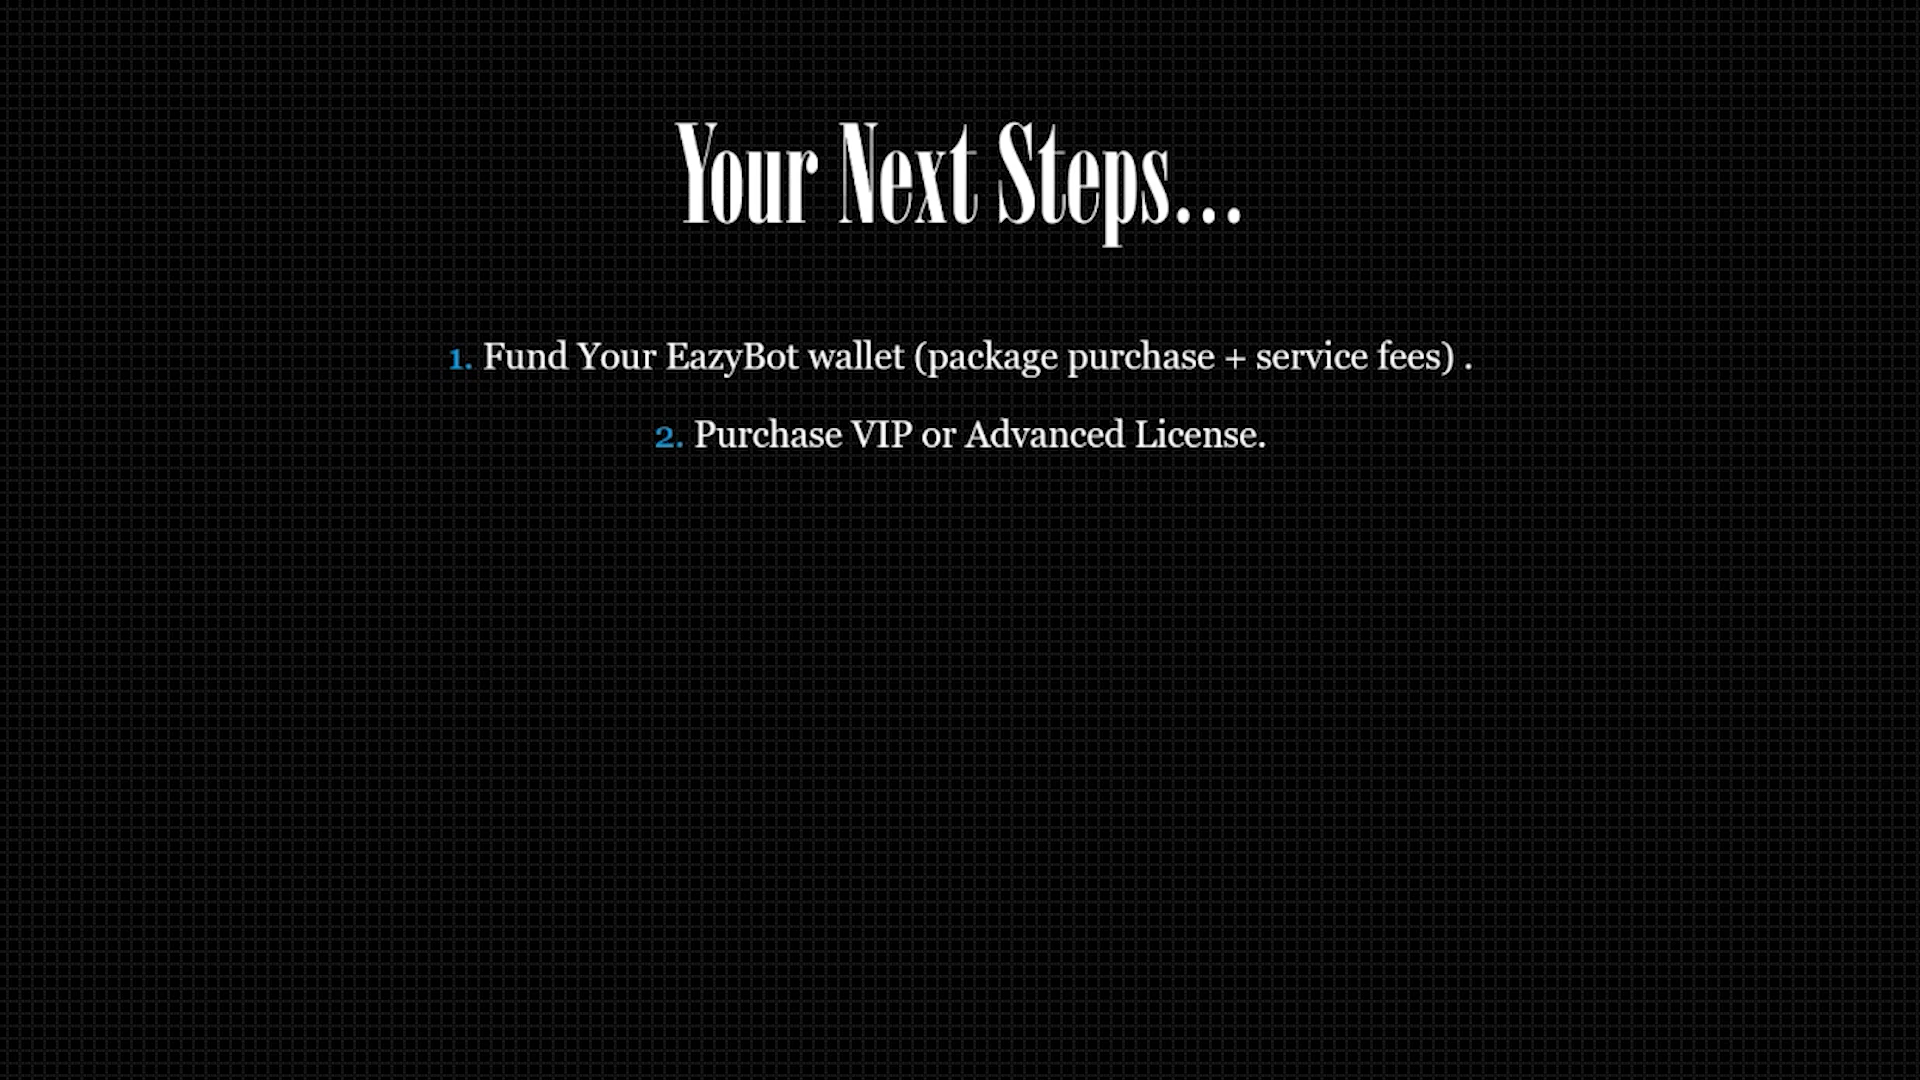 Your Next Steps...
1. Fund Your EazyBot wallet (package purchase + service fees) .
2. Purchase VIP or Advanced License.